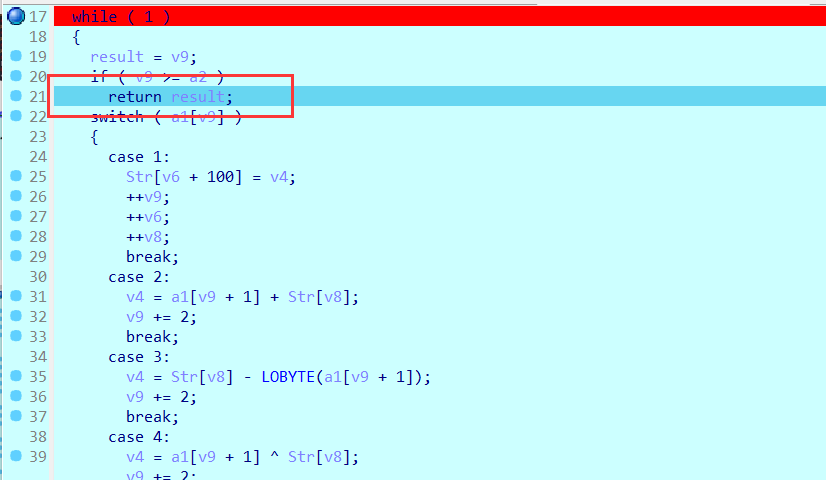 17 while ( 1 )
18 {
19 result = v9;
20 if ( v9 >= a2 )
21 return result;
22 switch ( a1[v9] )
23 {
24 case 1:
25 Str[v6 + 100] = v4;
26 ++v9;
27 ++v6;
28 ++v8;
29 break;
30 case 2:
31 v4 = a1[v9 + 1] + Str[v8];
32 v9 += 2;
33 break;
34 case 3:
35 v4 = Str[v8] - LOBYTE(a1[v9 + 1]);
36 v9 += 2;
37 break;
38 case 4:
39 v4 = a1[v9 + 1] ^ Str[v8];
v9 += 2;